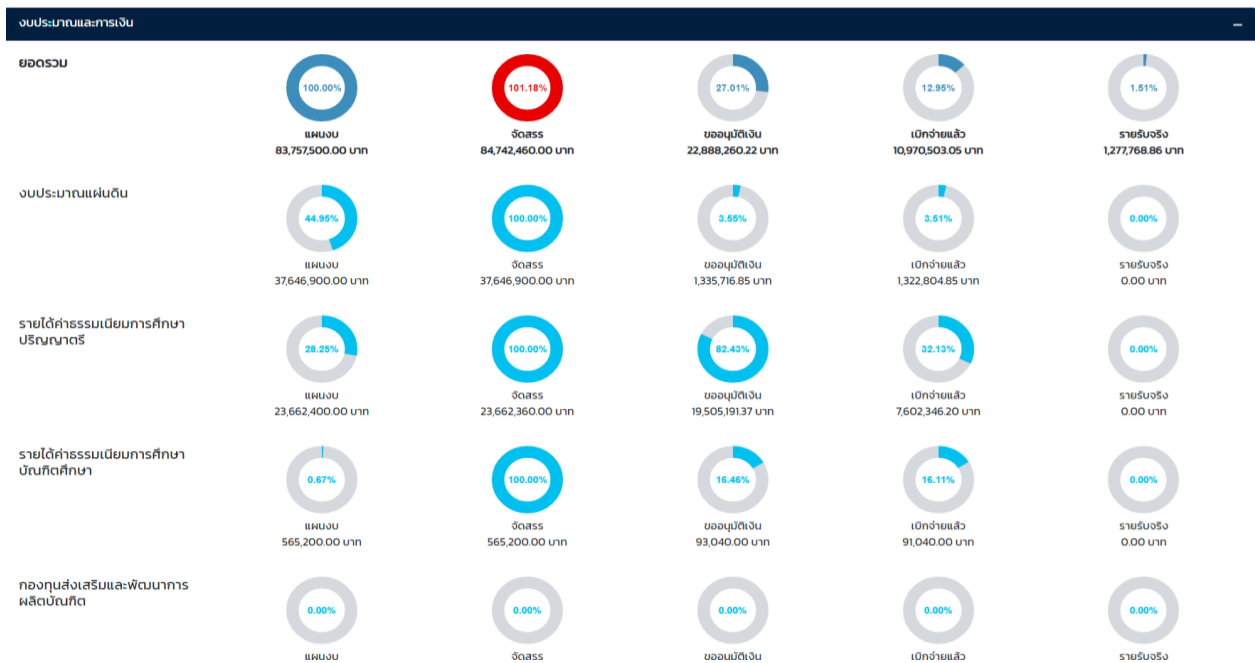 งบประมาณและการเงิน
ยอดรวม
100.00% 101.18% 27.01% 12.95% 1.51%
แผนงบ จัดสรร ขออนุมัติเงิน เบิกจ่ายแล้ว รายรับจริง
83,757,500.00 บาท 84,742,460.00 บาท 22,888,260.22 บาท 10,970,503.05 บาท 1,277,768.86 บาท
งบประมาณแผ่นดิน
44.95% 100.00% 3.55% 3.51% 0.00%
แผนงบ จัดสรร ขออนุมัติเงิน เบิกจ่ายแล้ว รายรับจริง
37,646,900.00 บาท 37,646,900.00 บาท 1,335,716.85 บาท 1,322,804.85 บาท 0.00 บาท
รายได้ค่าธรรมเนียมการศึกษา
ปริญญาตรี
28.25% 100.00% 82.43% 32.13% 0.00%
แผนงบ จัดสรร ขออนุมัติเงิน เบิกจ่ายแล้ว รายรับจริง
23,662,400.00 บาท 23,662,360.00 บาท 19,505,191.37 บาท 7,602,346.20 บาท 0.00 บาท
รายได้ค่าธรรมเนียมการศึกษา
บัณฑิตศึกษา
0.67% 100.00% 16.46% 16.11% 0.00%
แผนงบ จัดสรร ขออนุมัติเงิน เบิกจ่ายแล้ว รายรับจริง
565,200.00 บาท 565,200.00 บาท 93,040.00 บาท 91,040.00 บาท 0.00 บาท
กองทุนส่งเสริมและพัฒนาการ
ผลิตบัณฑิต
0.00% 0.00% 0.00% 0.00% 0.00%
แผนงบ จัดสรร ขออนุมัติเงิน เบิกจ่ายแล้ว รายรับจริง